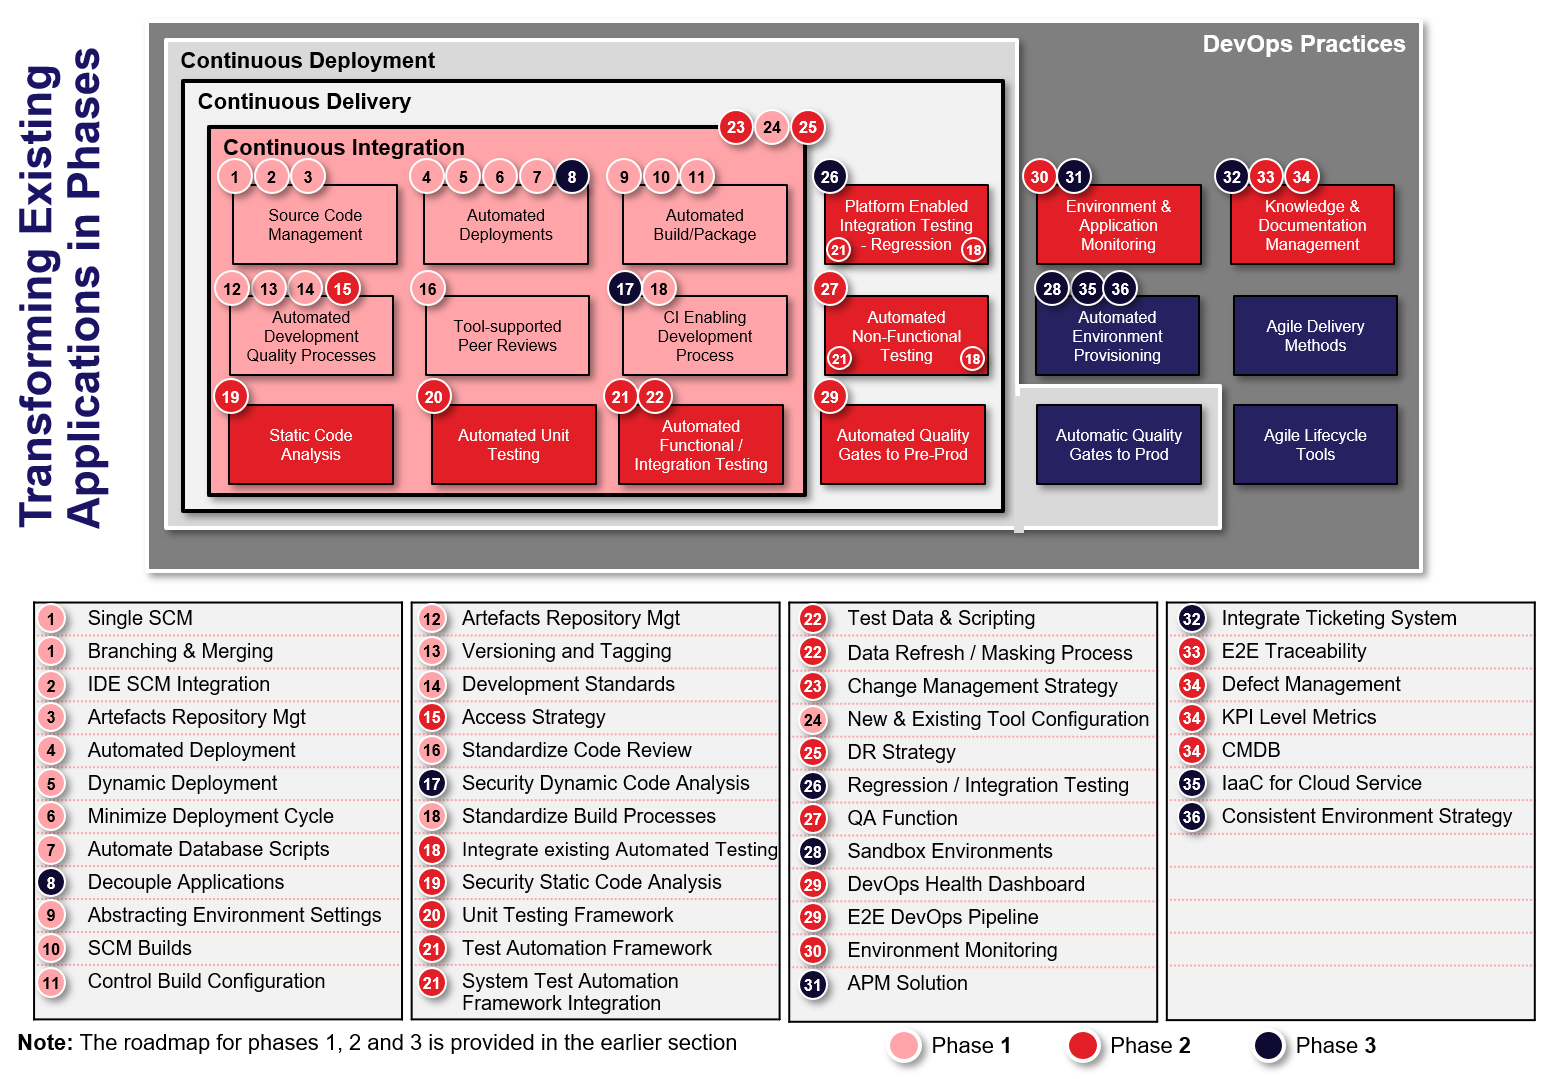 Transforming Existing
Applications in Phases
DevOps Practices
Continuous Deployment
Continuous Delivery
23 24 25
Continuous Integration
1 2 3
Source Code
Management
4 5 6 7 8
Automated
Deployments
9 10 11
Automated
Build/Package
26
Platform Enabled
Integration Testing
- Regression
21 18
30 31
Environment &
Application
Monitoring
32 33 34
Knowledge &
Documentation
Management
12 13 14 15
Automated
Development
Quality Processes
16
Tool-supported
Peer Reviews
17 18
CI Enabling
Development
Process
27
Automated
Non-Functional
Testing
21 18
28 35 36
Automated
Environment
Provisioning
Agile Delivery
Methods
19
Static Code
Analysis
20
Automated Unit
Testing
21 22
Automated
Functional /
Integration Testing
29
Automated Quality
Gates to Pre-Prod
Automatic Quality
Gates to Prod
Agile Lifecycle
Tools
1 Single SCM
1 Branching & Merging
2 IDE SCM Integration
3 Artefacts Repository Mgt
4 Automated Deployment
5 Dynamic Deployment
6 Minimize Deployment Cycle
7 Automate Database Scripts
8 Decouple Applications
9 Abstracting Environment Settings
10 SCM Builds
11 Control Build Configuration
12 Artefacts Repository Mgt
13 Versioning and Tagging
14 Development Standards
15 Access Strategy
16 Standardize Code Review
17 Security Dynamic Code Analysis
18 Standardize Build Processes
18 Integrate existing Automated Testing
19 Security Static Code Analysis
20 Unit Testing Framework
21 Test Automation Framework
21 System Test Automation
Framework Integration
22 Test Data & Scripting
22 Data Refresh / Masking Process
23 Change Management Strategy
24 New & Existing Tool Configuration
25 DR Strategy
26 Regression / Integration Testing
27 QA Function
28 Sandbox Environments
29 DevOps Health Dashboard
29 E2E DevOps Pipeline
30 Environment Monitoring
31 APM Solution
32 Integrate Ticketing System
33 E2E Traceability
34 Defect Management
34 KPI Level Metrics
34 CMDB
35 IaaC for Cloud Service
36 Consistent Environment Strategy
Note: The roadmap for phases 1, 2 and 3 is provided in the earlier section
Phase 1
Phase 2
Phase 3